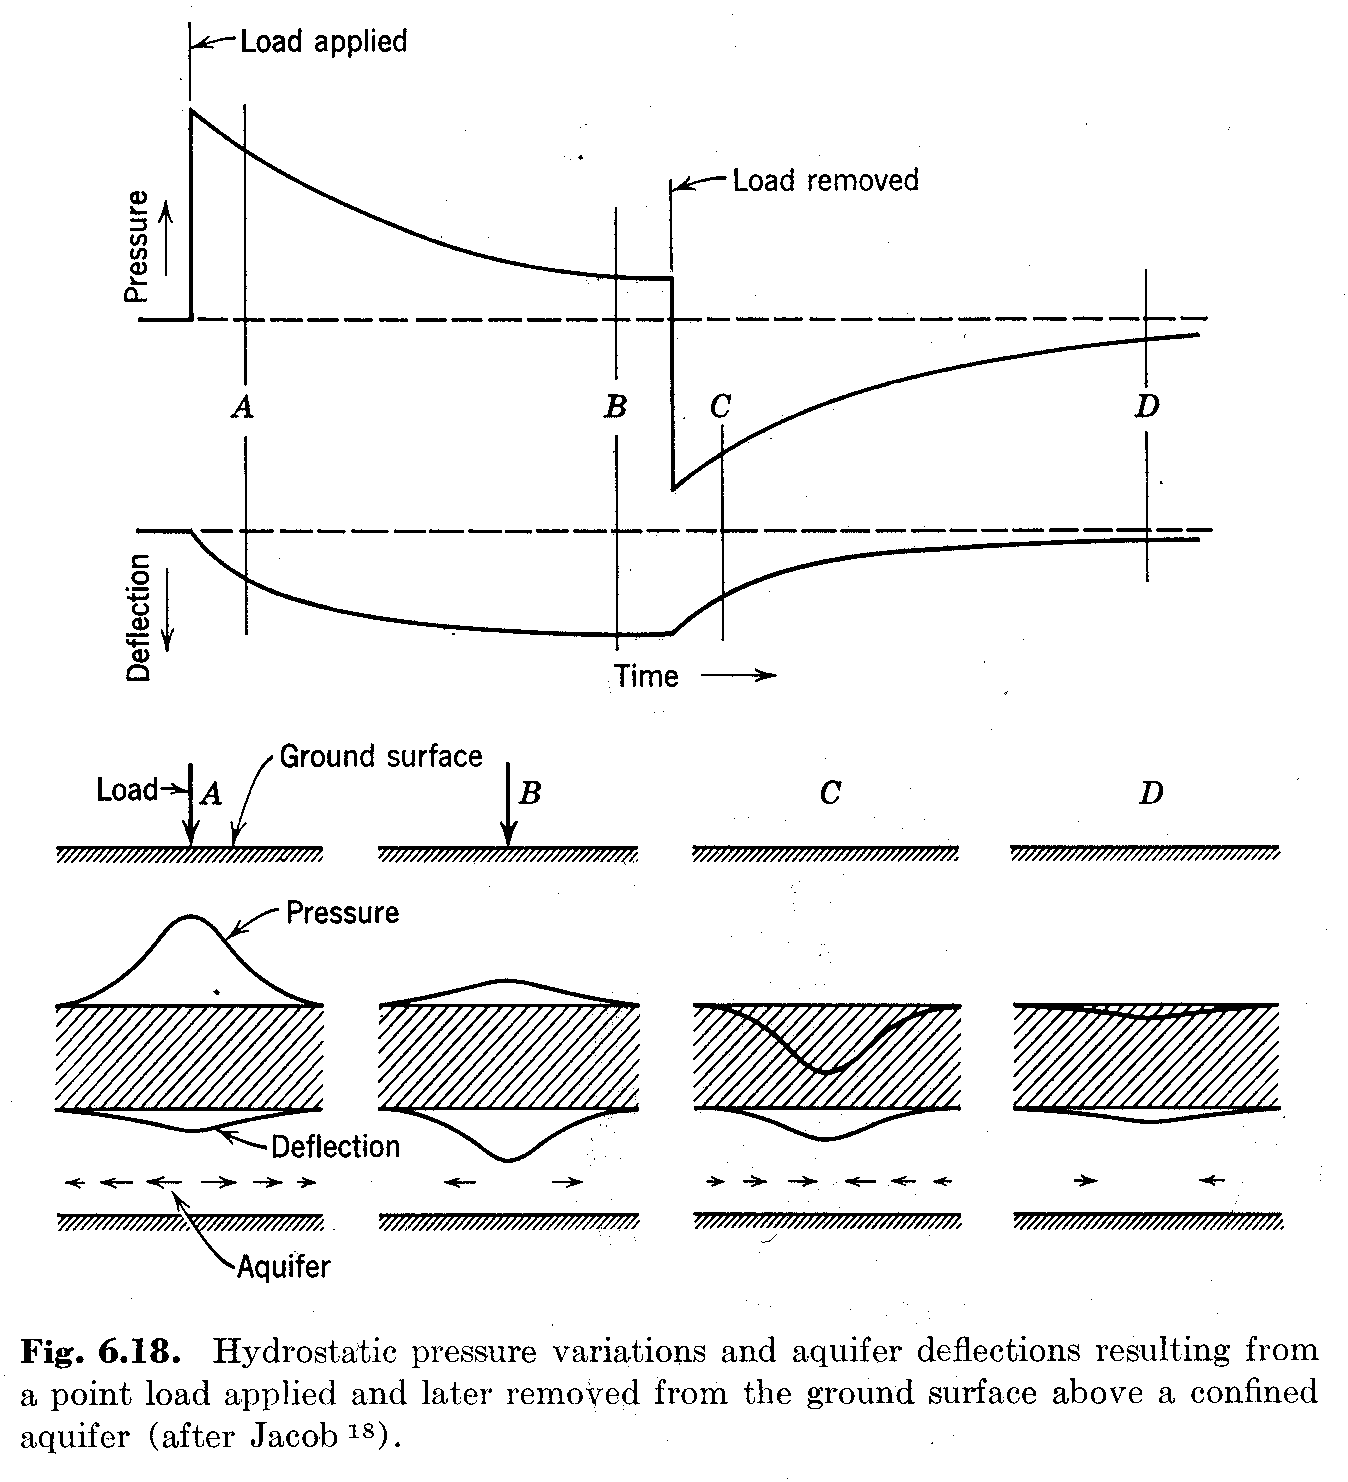 Load applied
Load removed
Pressure
A B C D
Deflection
Time
Ground surface
Load A B C D
Pressure
Deflection
Aquifer
Fig. 6.18. Hydrostatic pressure variations and aquifer deflections resulting from
a point load applied and later removed from the ground surface above a confined
aquifer (after Jacob 18).